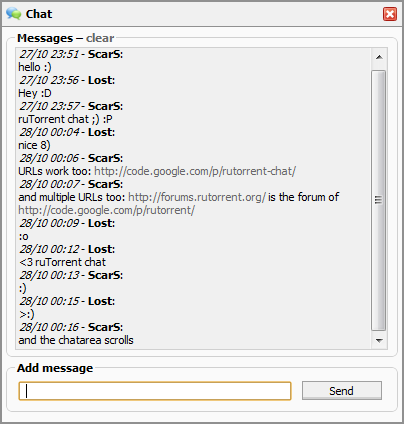 Chat
Messages – clear
27/10 23:51 - ScarS:
hello :)
27/10 23:56 - Lost:
Hey :D
27/10 23:57 - ScarS:
ruTorrent chat ;) :P
28/10 00:04 - Lost:
nice 8)
28/10 00:06 - ScarS:
URLs work too: http://code.google.com/p/rutorrent-chat/
28/10 00:07 - ScarS:
and multiple URLs too: http://forums.rutorrent.org/ is the forum of
http://code.google.com/p/rutorrent/
28/10 00:09 - Lost:
:o
28/10 00:12 - Lost:
<3 ruTorrent chat
28/10 00:13 - ScarS:
:)
28/10 00:15 - Lost:
>:)
28/10 00:16 - ScarS:
and the chatarea scrolls
Add message
Send